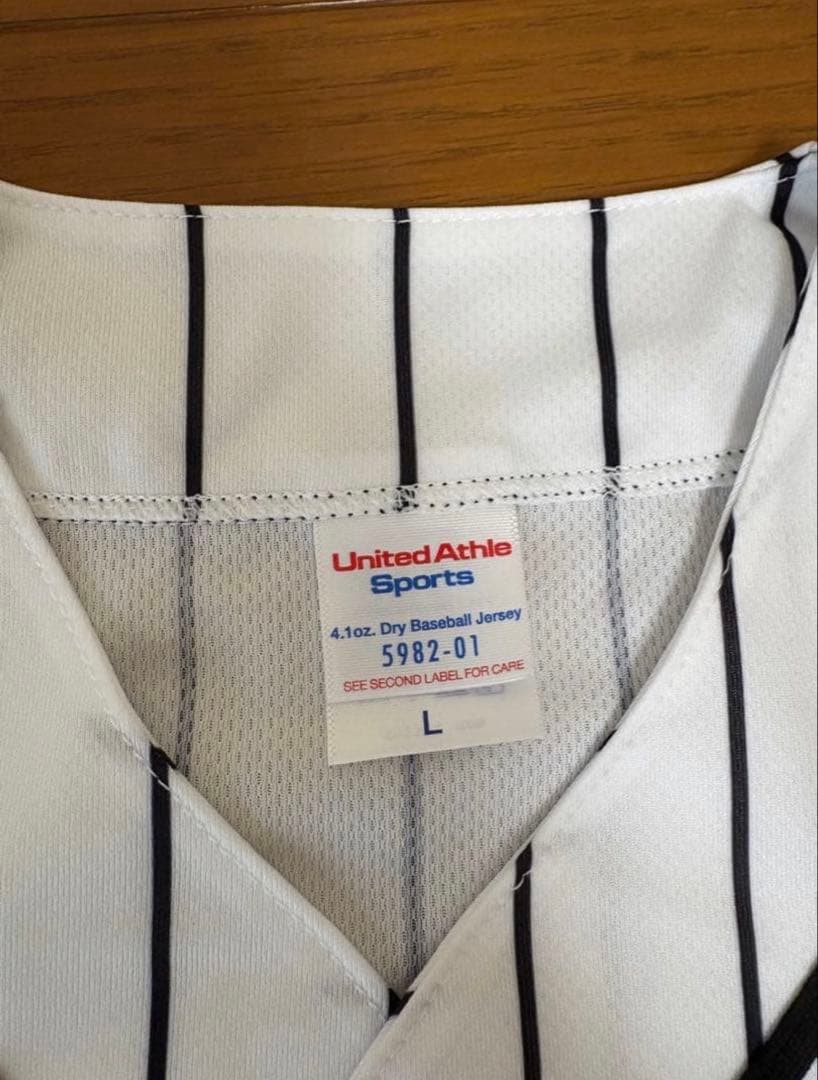 United Athle
Sports
4.1oz. Dry Baseball Jersey
5982-01
SEE SECOND LABEL FOR CARE
L